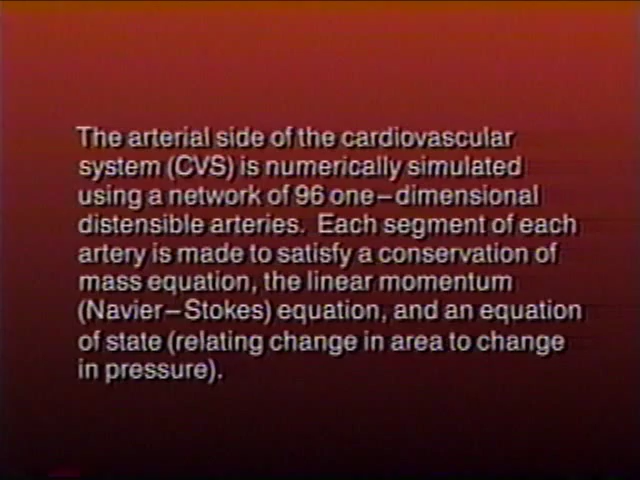 The arterial side of the cardiovascular
system (CVS) is numerically simulated
using a network of 96 one–dimensional
distensible arteries.  Each segment of each
artery is made to satisfy a conservation of
mass equation, the linear momentum
(Navier–Stokes) equation, and an equation
of state (relating change in area to change
in pressure).